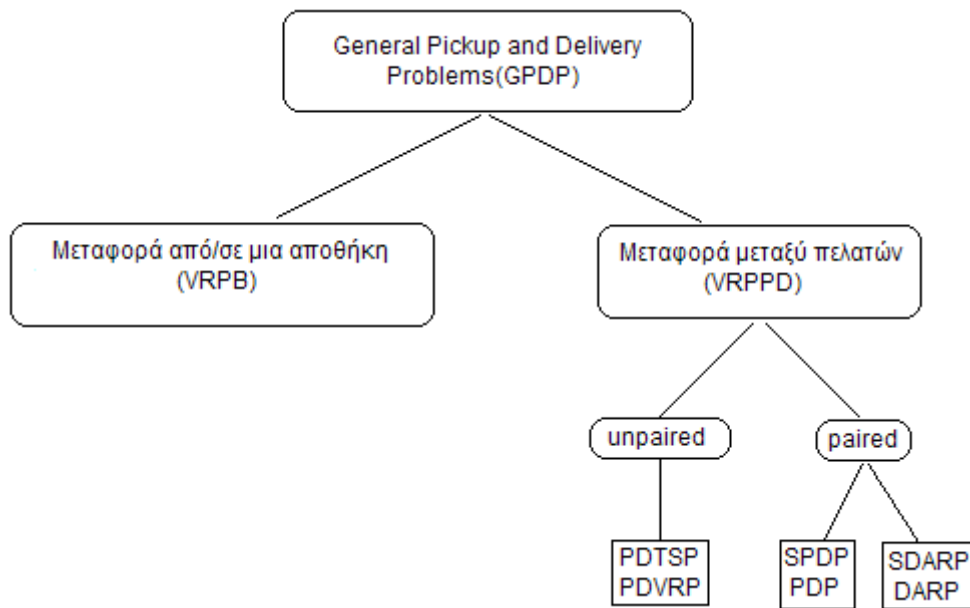 General Pickup and Delivery
Problems(GPDP)
Μεταφορά από/σε μια αποθήκη
(VRPB)
Μεταφορά μεταξύ πελατών
(VRPPD)
unpaired
paired
PDTSP
PDVRP
SPDP
PDP
SDARP
DARP